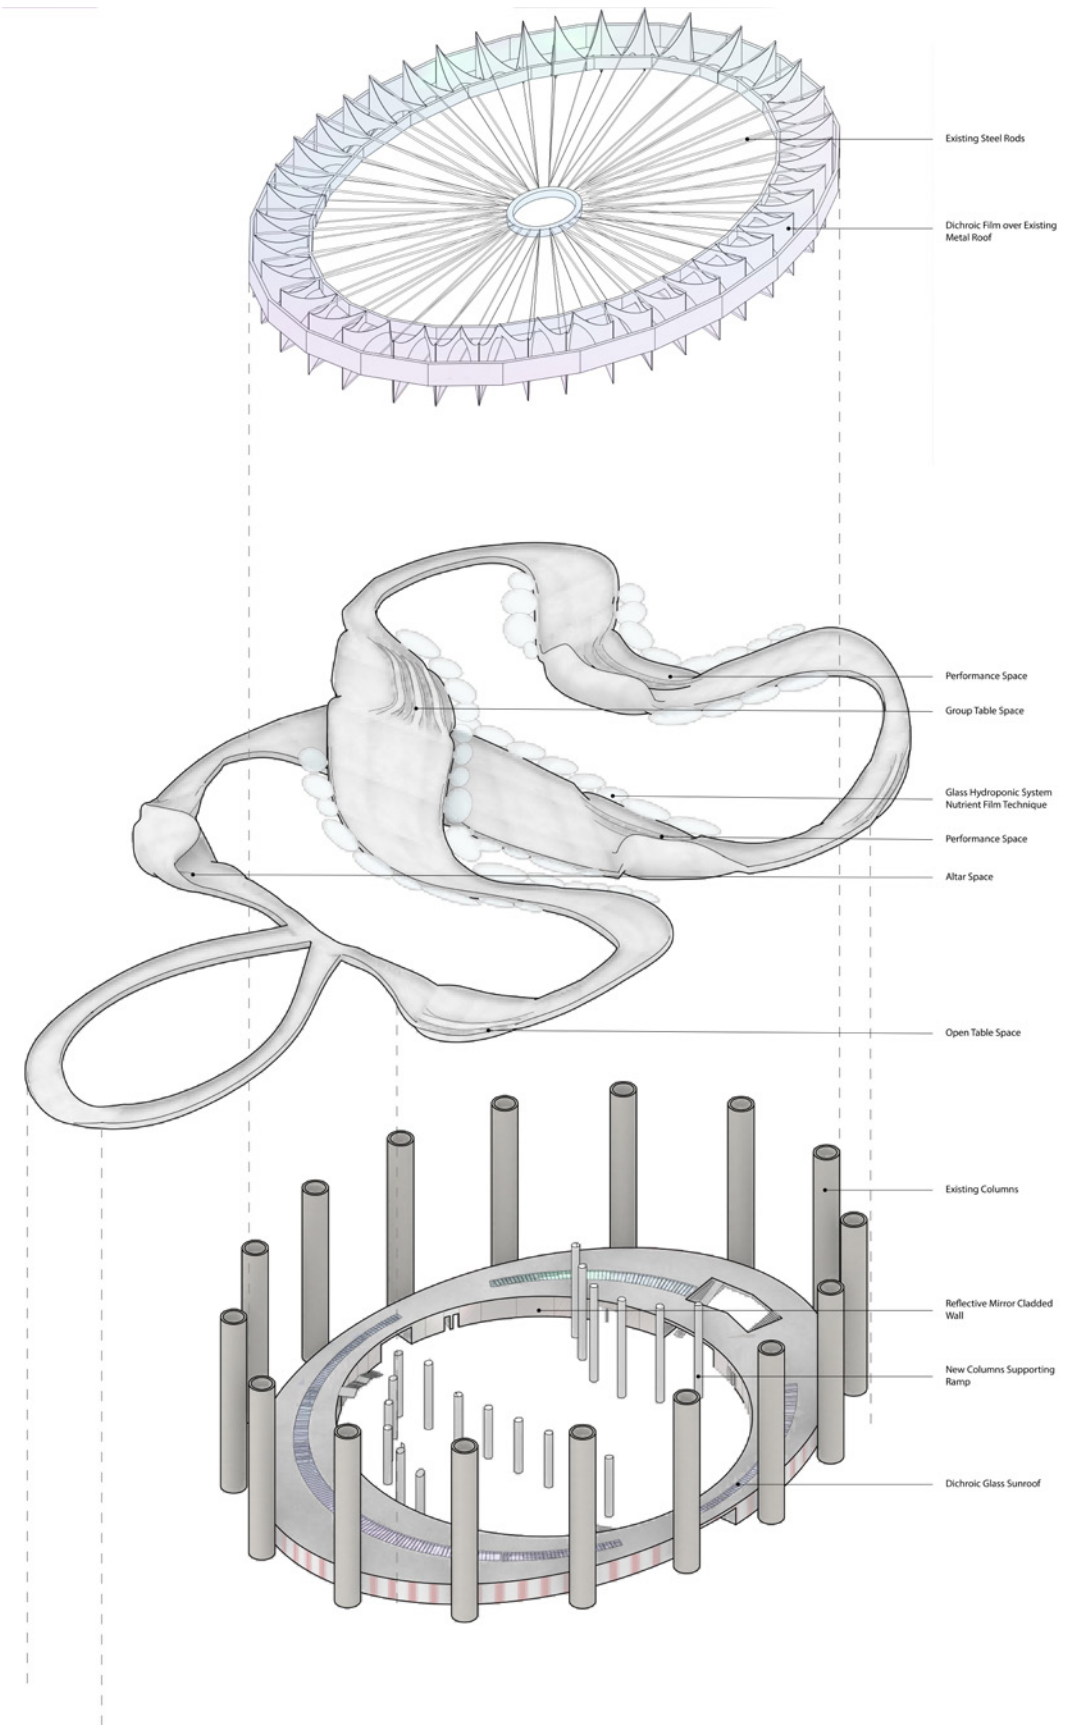 Existing Steel Rods
Dichroic Film over Existing
Metal Roof
Performance Space
Group Table Space
Glass Hydroponic System
Nutrient Film Technique
Performance Space
Altar Space
Open Table Space
Existing Columns
Reflective Mirror Cladded
Wall
New Columns Supporting
Ramp
Dichroic Glass Sunroof